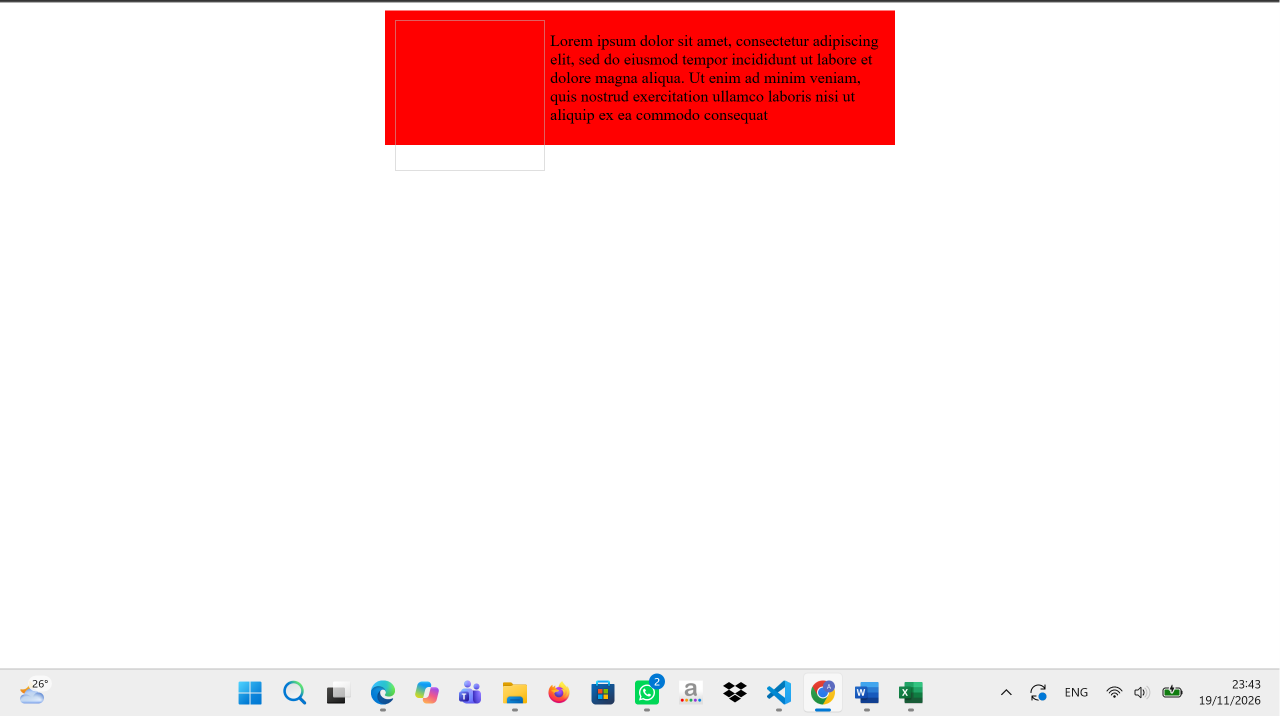 Lorem ipsum dolor sit amet, consectetur adipiscing
elit, sed do eiusmod tempor incididunt ut labore et
dolore magna aliqua. Ut enim ad minim veniam,
quis nostrud exercitation ullamco laboris nisi ut
aliquip ex ea commodo consequat
26°
2
a
ENG
23:43
19/11/2026